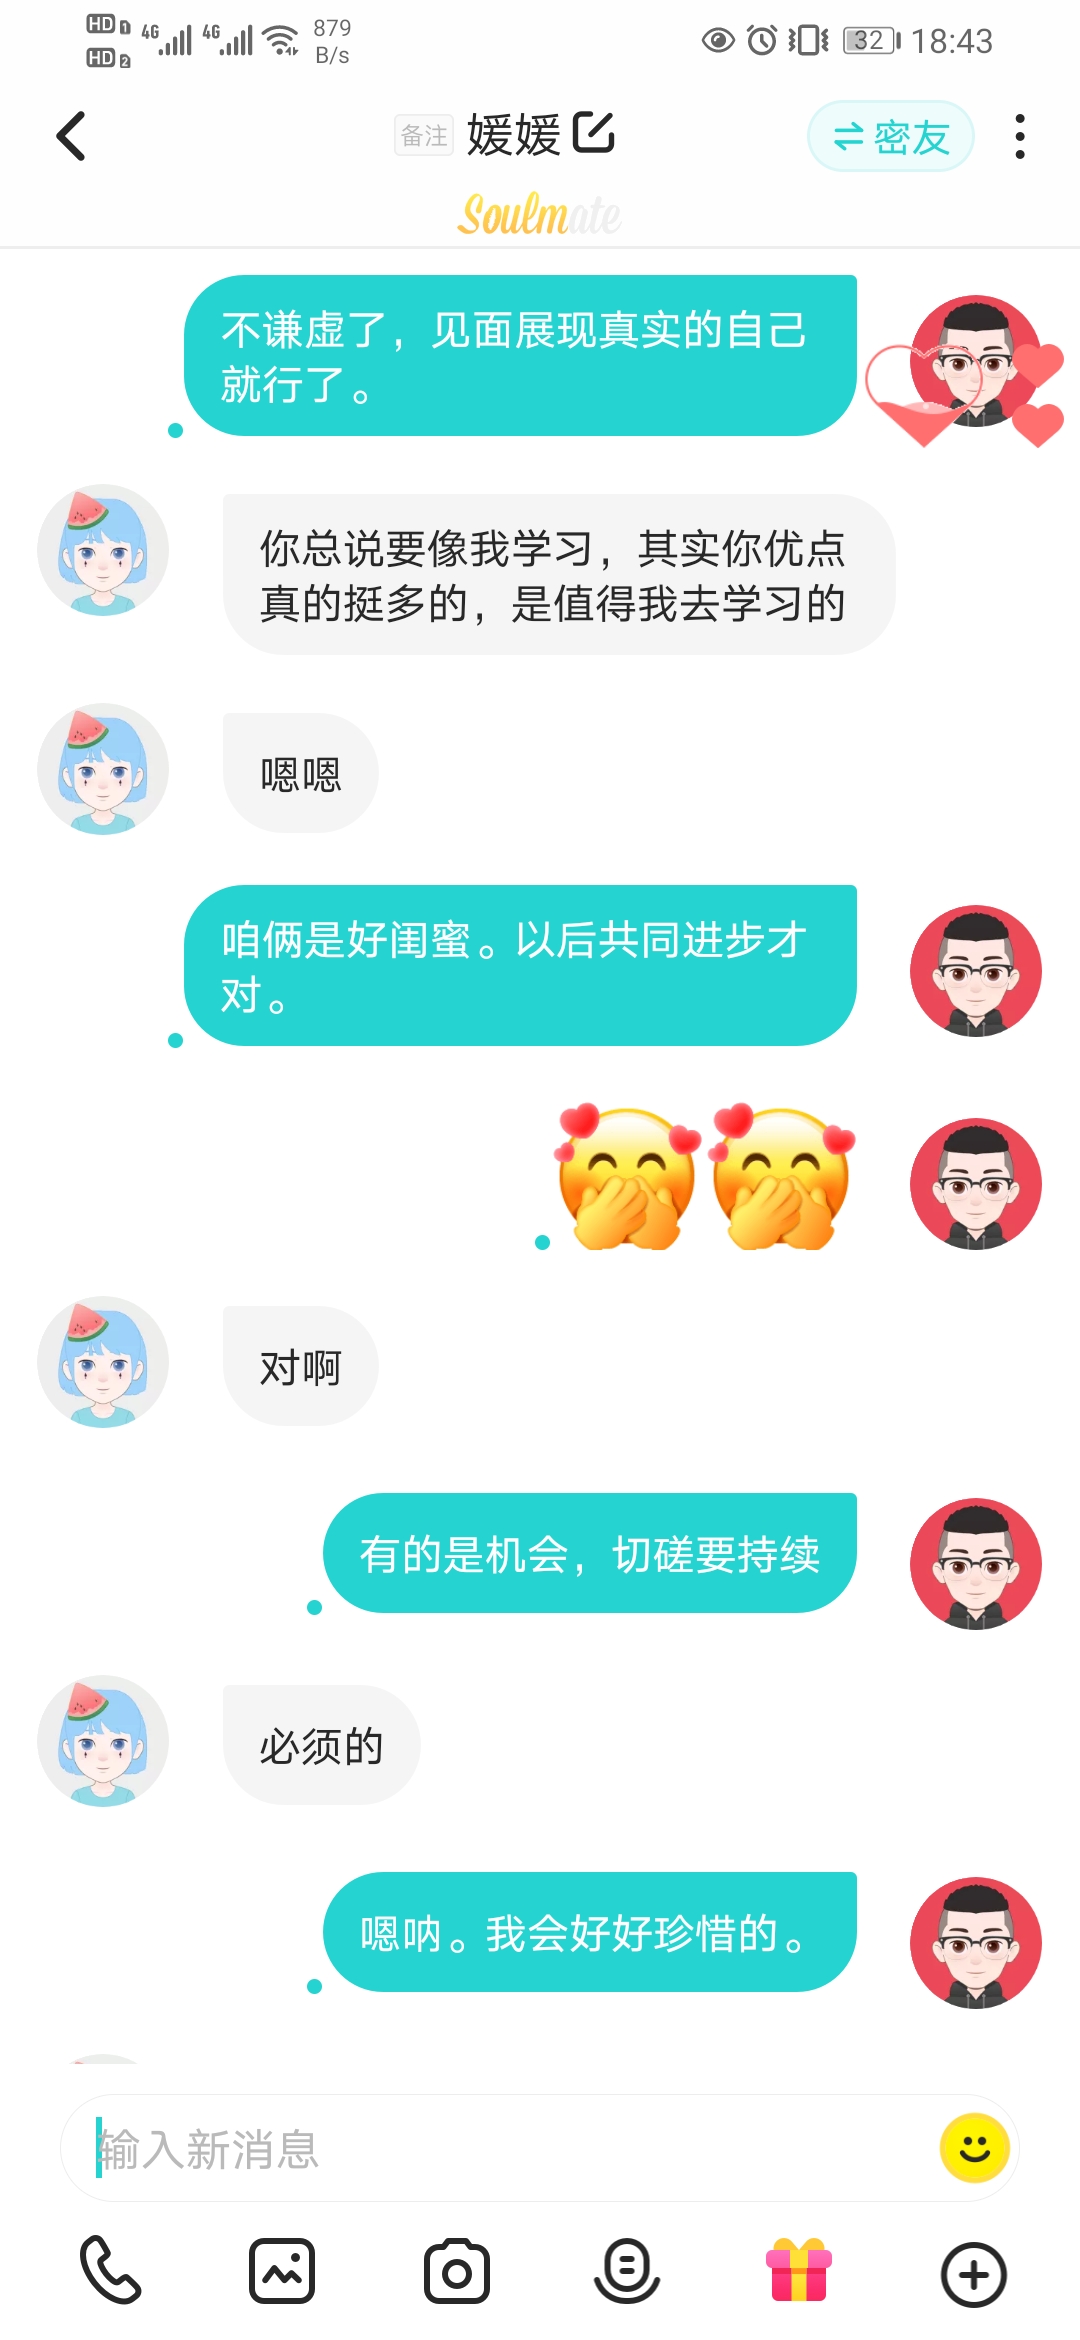 HD 1 4G 4G 879
HD 2 B/s
32 18:43
备注 媛媛 密友
Soulmate
不谦虚了，见面展现真实的自己
就行了。
你总说要像我学习，其实你优点
真的挺多的，是值得我去学习的
嗯嗯
咱俩是好闺蜜。以后共同进步才
对。
对啊
有的是机会，切磋要持续
必须的
嗯呐。我会好好珍惜的。
输入新消息